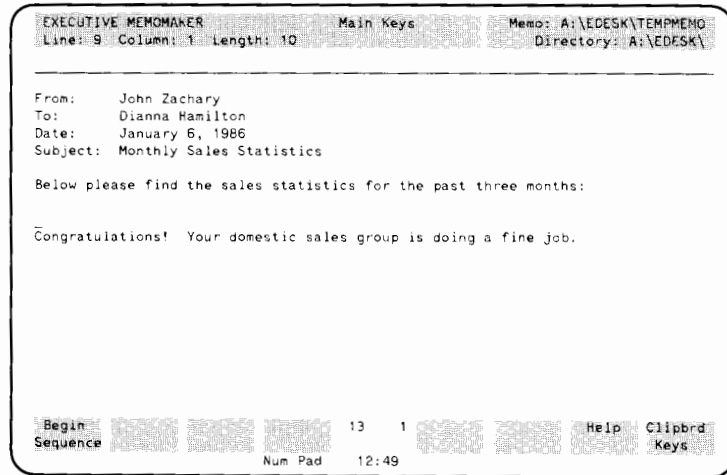 EXECUTIVE MEMOMAKER Main Keys Memo: A:\EDESK\TEMPMEMO
Line: 9 Column: 1 Length: 10 Directory: A:\EDESK\
From: John Zachary
To: Dianna Hamilton
Date: January 6, 1986
Subject: Monthly Sales Statistics
Below please find the sales statistics for the past three months:
Congratulations! Your domestic sales group is doing a fine job.
Begin 13 1 Help Clipbrd
Sequence Keys
Num Pad 12:49